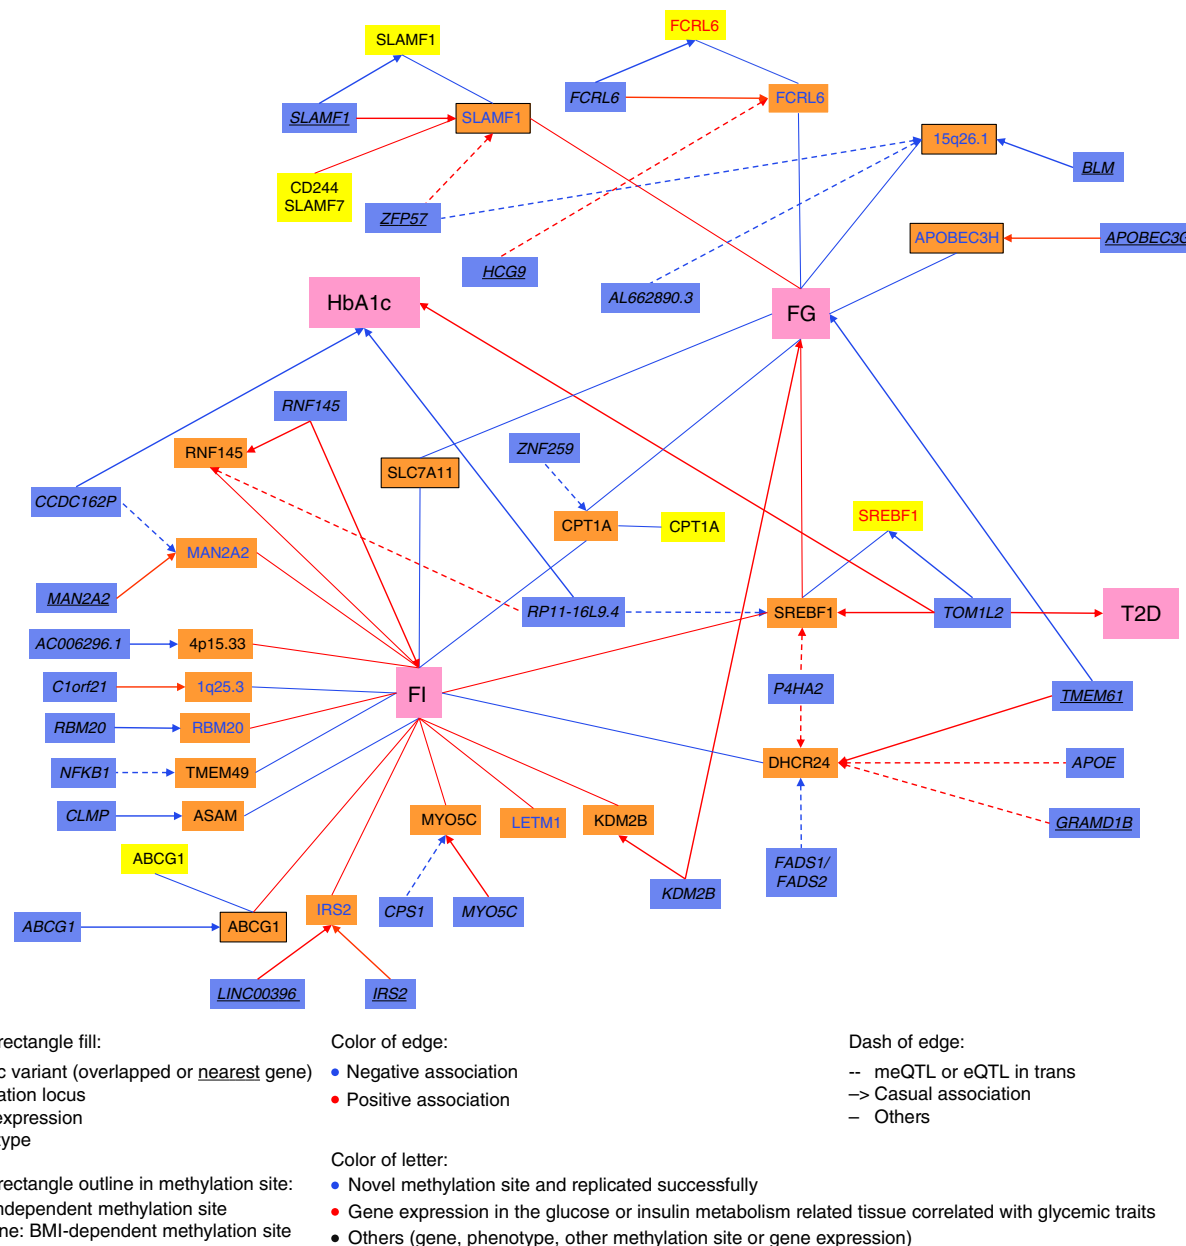 FCRL6
SLAMF1
FCRL6
FCRL6
SLAMF1
SLAMF1
15q26.1
BLM
CD244
SLAMF7
ZFP57
APOBEC3H
APOBEC3G
HCG9
AL662890.3
HbA1c
FG
RNF145
RNF145
ZNF259
SLC7A11
CCDC162P
CPT1A
CPT1A
SREBF1
MAN2A2
MAN2A2
RP11-16L9.4
SREBF1
TOM1L2
T2D
AC006296.1
4p15.33
C1orf21
1q25.3
FI
P4HA2
TMEM61
RBM20
RBM20
NFKB1
TMEM49
DHCR24
APOE
CLMP
ASAM
MYO5C
LETM1
KDM2B
GRAMD1B
ABCG1
FADS1/
FADS2
KDM2B
IRS2
CPS1
MYO5C
ABCG1
ABCG1
LINC00396
IRS2
rectangle fill:
c variant (overlapped or nearest gene)
ation locus
expression
type
rectangle outline in methylation site:
ndependent methylation site
ne: BMI-dependent methylation site
Color of edge:
• Negative association
• Positive association
Color of letter:
• Novel methylation site and replicated successfully
• Gene expression in the glucose or insulin metabolism related tissue correlated with glycemic traits
• Others (gene, phenotype, other methylation site or gene expression)
Dash of edge:
-- meQTL or eQTL in trans
–> Casual association
– Others